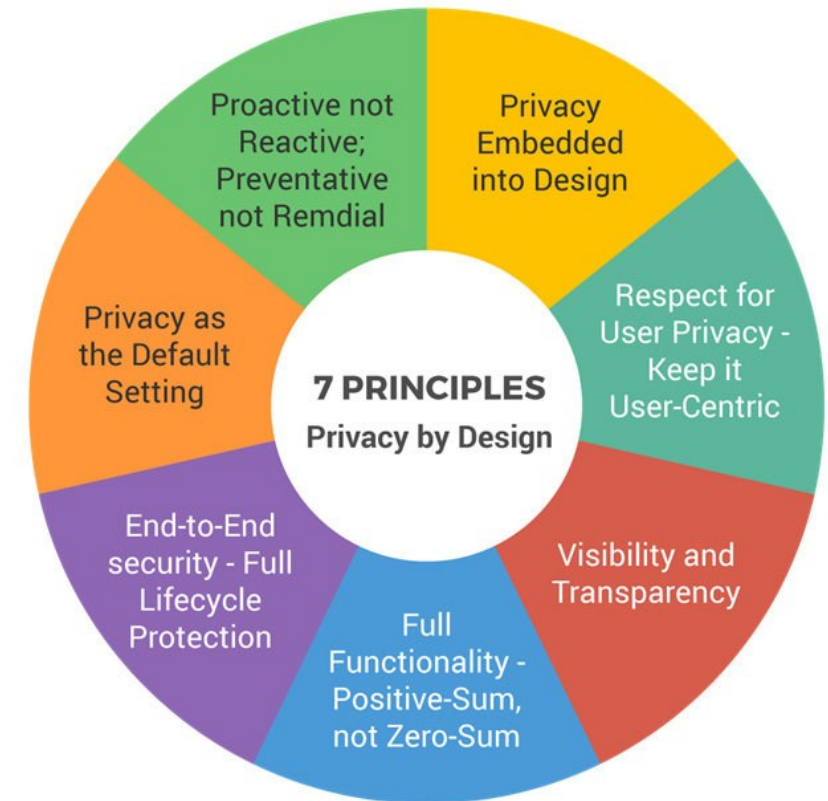 7 PRINCIPLES
Privacy by Design
Proactive not
Reactive;
Preventative
not Remdial
Privacy
Embedded
into Design
Respect for
User Privacy -
Keep it
User-Centric
Visibility and
Transparency
Full
Functionality -
Positive-Sum,
not Zero-Sum
End-to-End
security - Full
Lifecycle
Protection
Privacy as
the Default
Setting